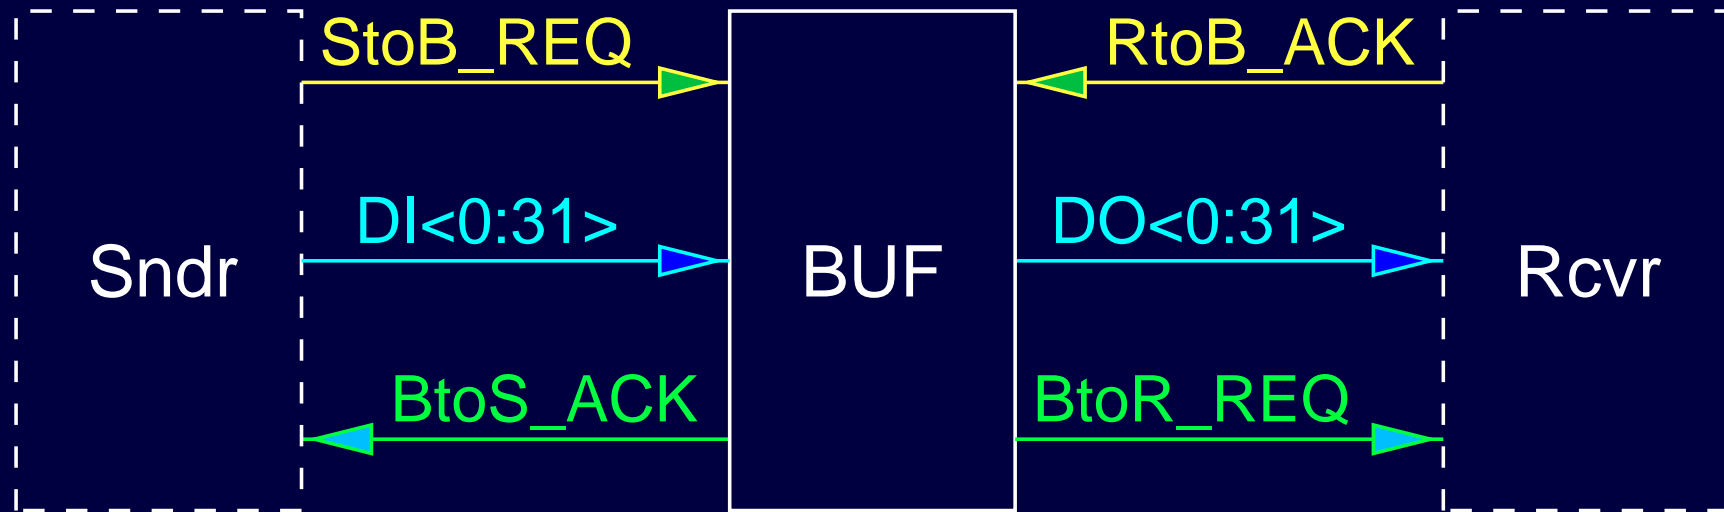 StoB_REQ
RtoB_ACK
DI<0:31>
DO<0:31>
Sndr
BUF
Rcvr
BtoS_ACK
BtoR_REQ